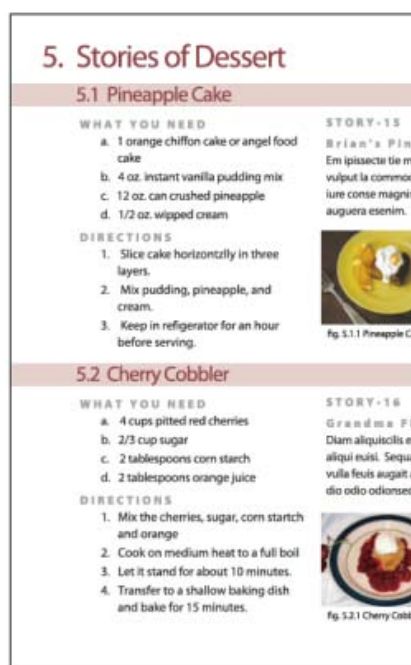 5. Stories of Dessert
5.1 Pineapple Cake
WHAT YOU NEED
a. 1 orange chiffon cake or angel food
cake
b. 4 oz. instant vanilla pudding mix
c. 12 oz. can crushed pineapple
d. 1/2 oz. wipped cream
DIRECTIONS
1. Slice cake horizontzlly in three
layers.
2. Mix pudding, pineapple, and
cream.
3. Keep in refigerator for an hour
before serving.
STORY-15
Brian's
Em ipissecte tie
vulput la
iure conse
auguera esenim.
fig. 5.1.1 Pineapple
5.2 Cherry Cobbler
WHAT YOU NEED
a. 4 cups pitted red cherries
b. 2/3 cup sugar
c. 2 tablespoons corn starch
d. 2 tablespoons orange juice
DIRECTIONS
1. Mix the cherries, sugar, corn startch
and orange
2. Cook on medium heat to a full boil
3. Let it stand for about 10 minutes.
4. Transfer to a shallow baking dish
and bake for 15 minutes.
STORY-16
Grandma
Diam aliquiscilis
aliqui euisi.
vulla feuis augait
dio odio
fig. 5.2.1 Cherry